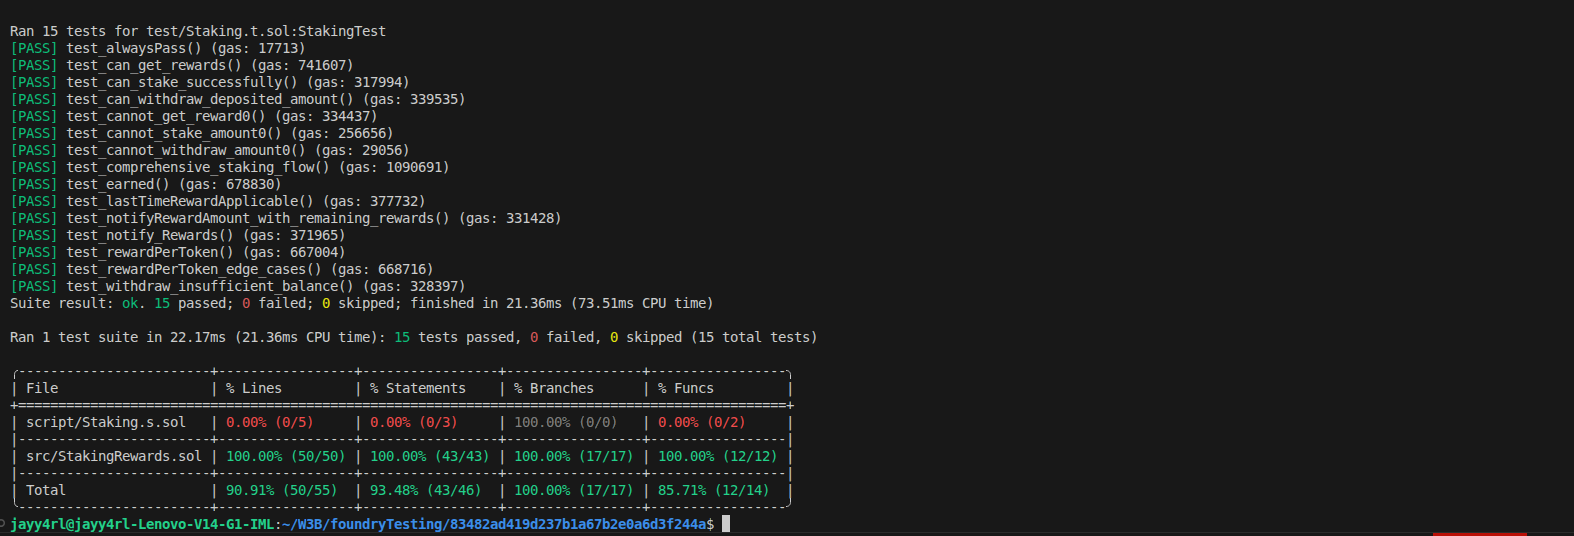 Ran 15 tests for test/Staking.t.sol:StakingTest
[PASS] test_alwaysPass() (gas: 17713)
[PASS] test_can_get_rewards() (gas: 741607)
[PASS] test_can_stake_successfully() (gas: 317994)
[PASS] test_can_withdraw_deposited_amount() (gas: 339535)
[PASS] test_cannot_get_reward0() (gas: 334437)
[PASS] test_cannot_stake_amount0() (gas: 256656)
[PASS] test_cannot_withdraw_amount0() (gas: 29056)
[PASS] test_comprehensive_staking_flow() (gas: 1090691)
[PASS] test_earned() (gas: 678830)
[PASS] test_lastTimeRewardApplicable() (gas: 377732)
[PASS] test_notifyRewardAmount_with_remaining_rewards() (gas: 331428)
[PASS] test_notify_Rewards() (gas: 371965)
[PASS] test_rewardPerToken() (gas: 667004)
[PASS] test_rewardPerToken_edge_cases() (gas: 668716)
[PASS] test_withdraw_insufficient_balance() (gas: 328397)
Suite result: ok. 15 passed; 0 failed; 0 skipped; finished in 21.36ms (73.51ms CPU time)
Ran 1 test suite in 22.17ms (21.36ms CPU time): 15 tests passed, 0 failed, 0 skipped (15 total tests)
| File | % Lines | % Statements | % Branches | % Funcs |
| script/Staking.s.sol | 0.00% (0/5) | 0.00% (0/3) | 100.00% (0/0) | 0.00% (0/2) |
| src/StakingRewards.sol | 100.00% (50/50) | 100.00% (43/43) | 100.00% (17/17) | 100.00% (12/12) |
| Total | 90.91% (50/55) | 93.48% (43/46) | 100.00% (17/17) | 85.71% (12/14) |
jayy4rl@jayy4rl-Lenovo-V14-G1-IML:~/W3B/foundryTesting/83482ad419d237b1a67b2e0a6d3f244a$